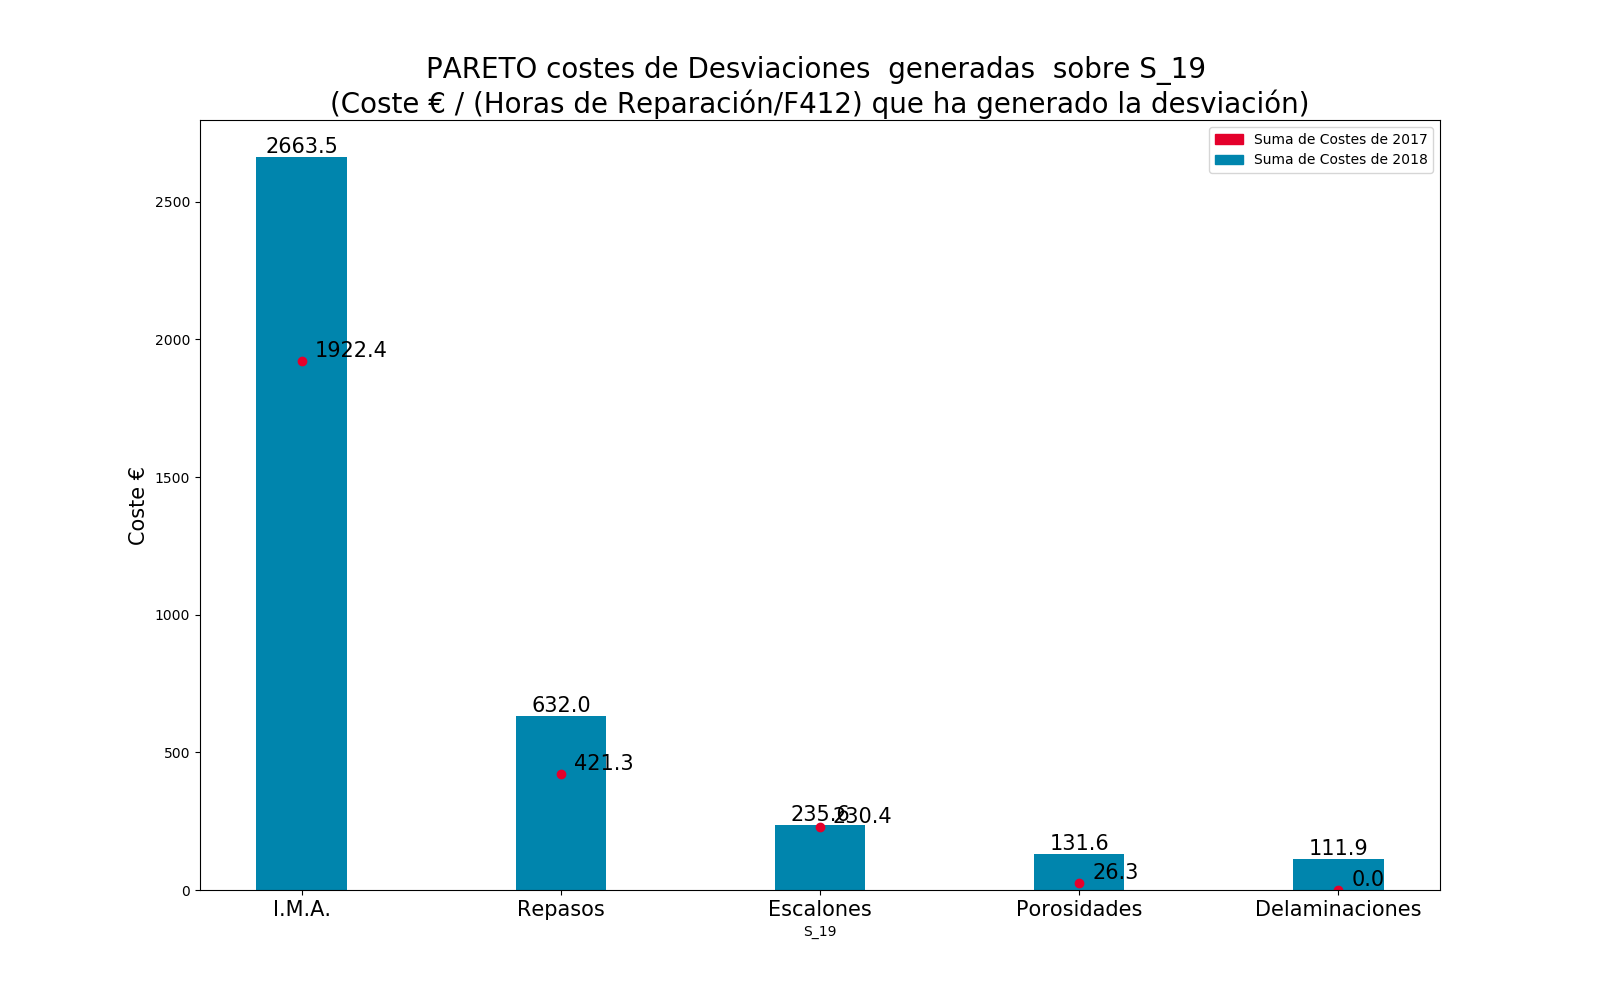 PARETO costes de Desviaciones  generadas  sobre S_19
(Coste € / (Horas de Reparación/F412) que ha generado la desviación)
Suma de Costes de 2017
Suma de Costes de 2018
Coste €
2500
2000
1500
1000
500
0
2663.5
1922.4
632.0
421.3
235.6
230.4
131.6
26.3
111.9
0.0
I.M.A.
Repasos
Escalones
Porosidades
Delaminaciones
S_19